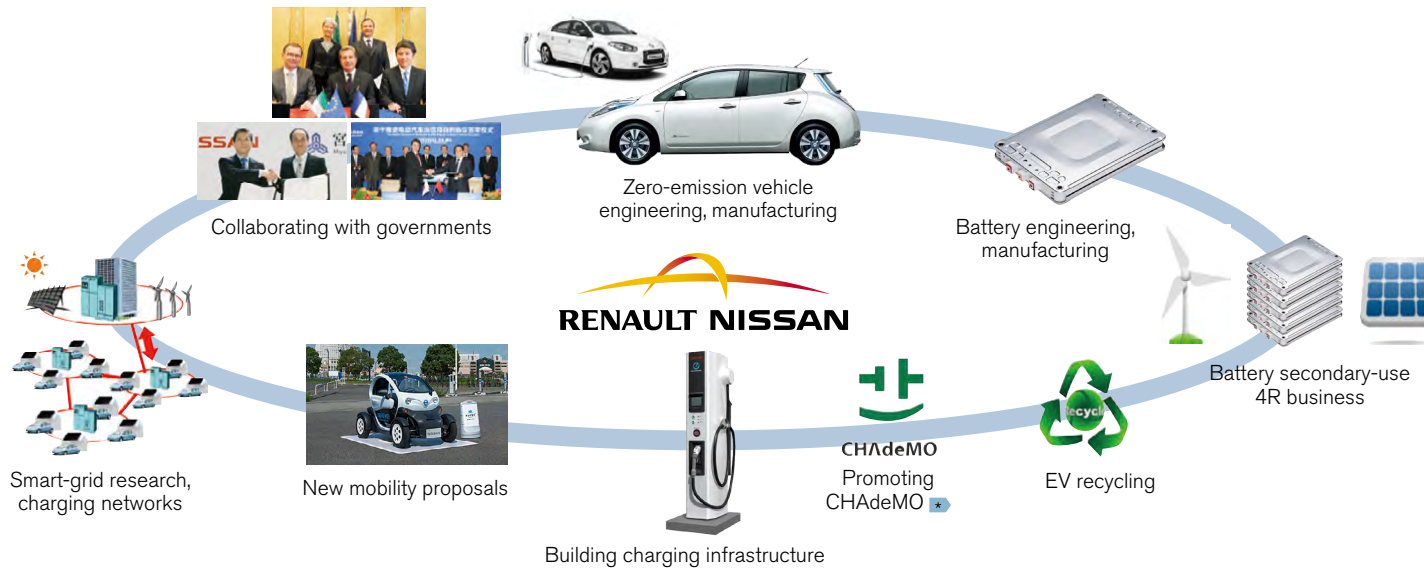 SSAN
宮
Collaborating with governments
Zero-emission vehicle
engineering, manufacturing
Battery engineering,
manufacturing
RENAULT NISSAN
Battery secondary-use
4R business
Recycle
EV recycling
CHAdeMO
Promoting
CHAdeMO *
Building charging infrastructure
New mobility proposals
Smart-grid research,
charging networks